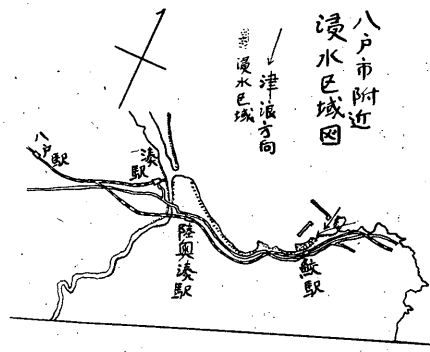 八戸市附近
浸水区域図
津浪方向
浸水区域
八戸駅
湊駅
陸奥湊駅
鮫駅